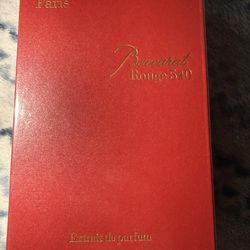 Paris
Baccarat
Rouge 540
Extrait de parfum